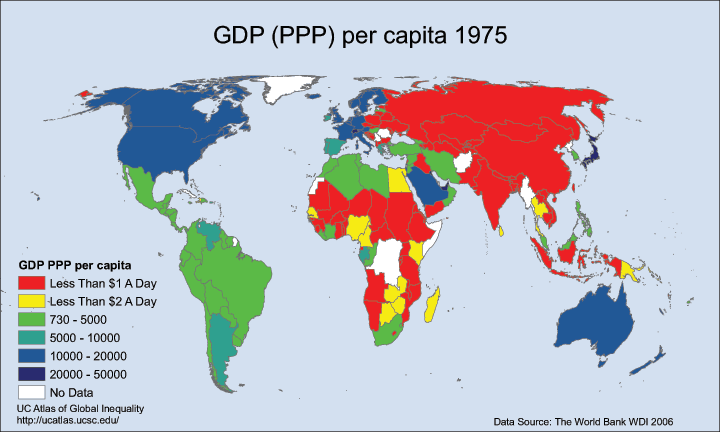 GDP (PPP) per capita 1975
GDP PPP per capita
Less Than $1 A Day
Less Than $2 A Day
730 - 5000
5000 - 10000
10000 - 20000
20000 - 50000
No Data
UC Atlas of Global Inequality
http://ucatlas.ucsc.edu/
Data Source: The World Bank WDI 2006